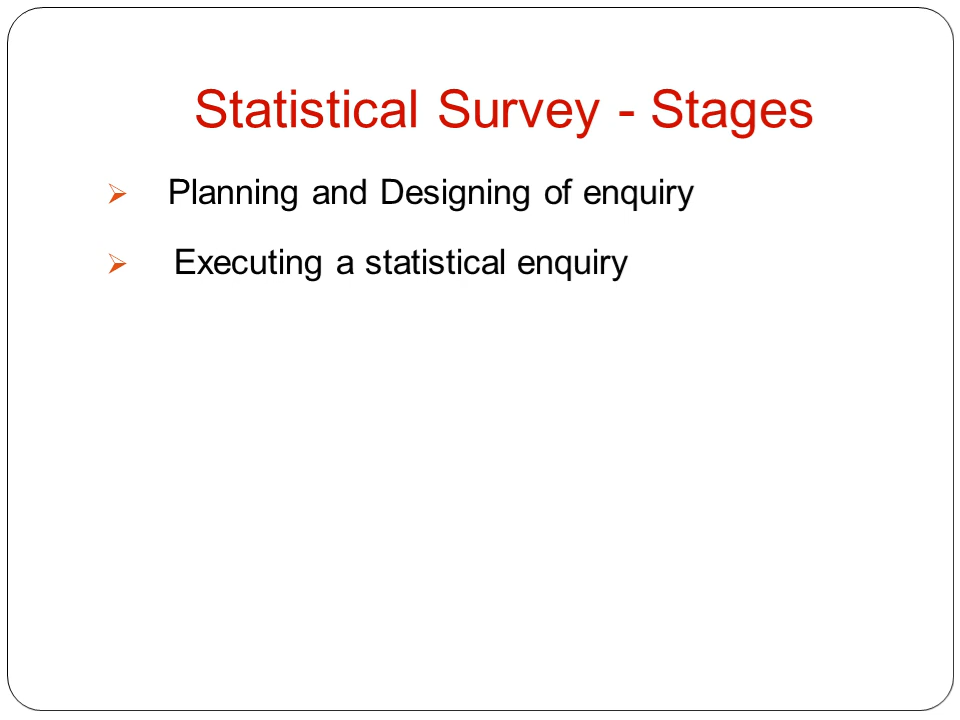 Statistical Survey - Stages
Planning and Designing of enquiry
Executing a statistical enquiry